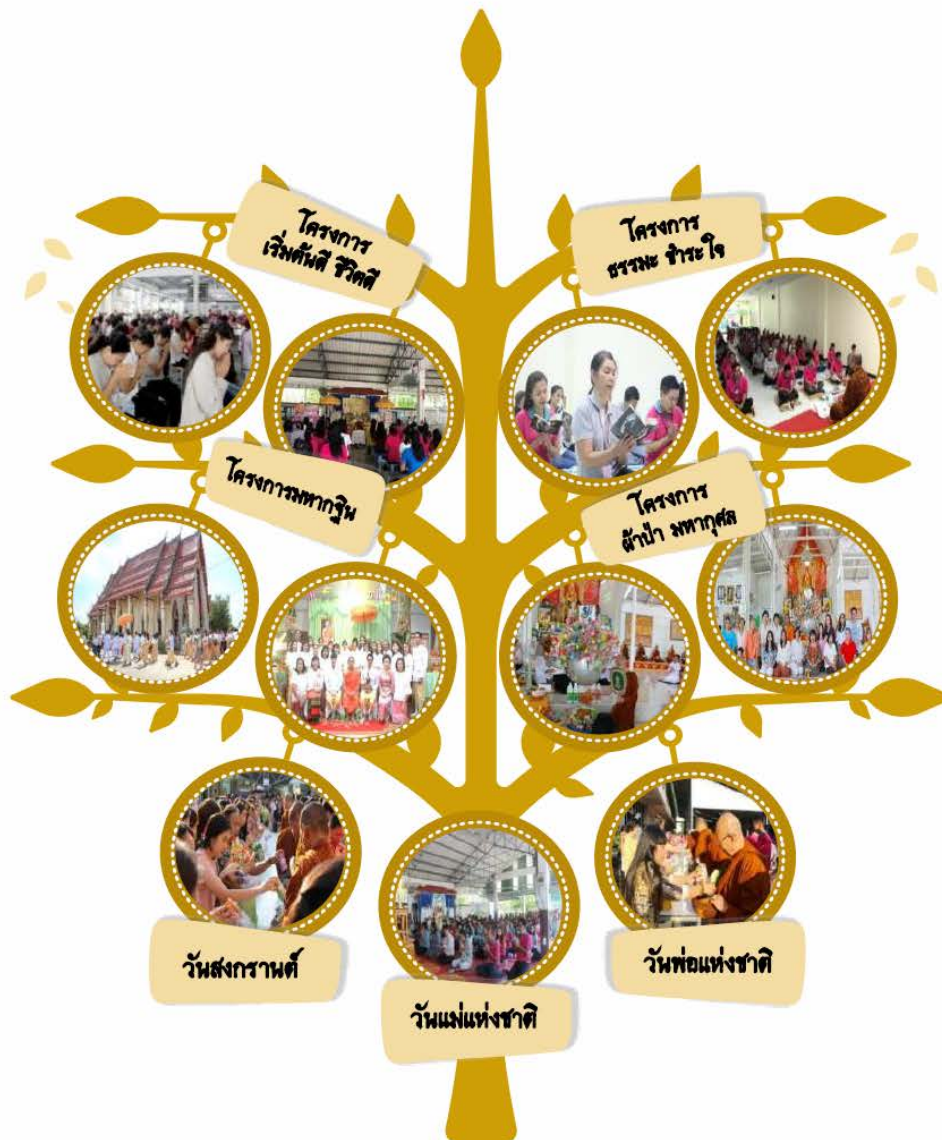 โครงการ
เริ่มต้นดี ชีวิตดี
โครงการ
ธรรมะ ชำระใจ
โครงการมหากฐิน
โครงการ
ผ้าป่า มหากุศล
วันสงกรานต์
วันแม่แห่งชาติ
วันพ่อแห่งชาติ